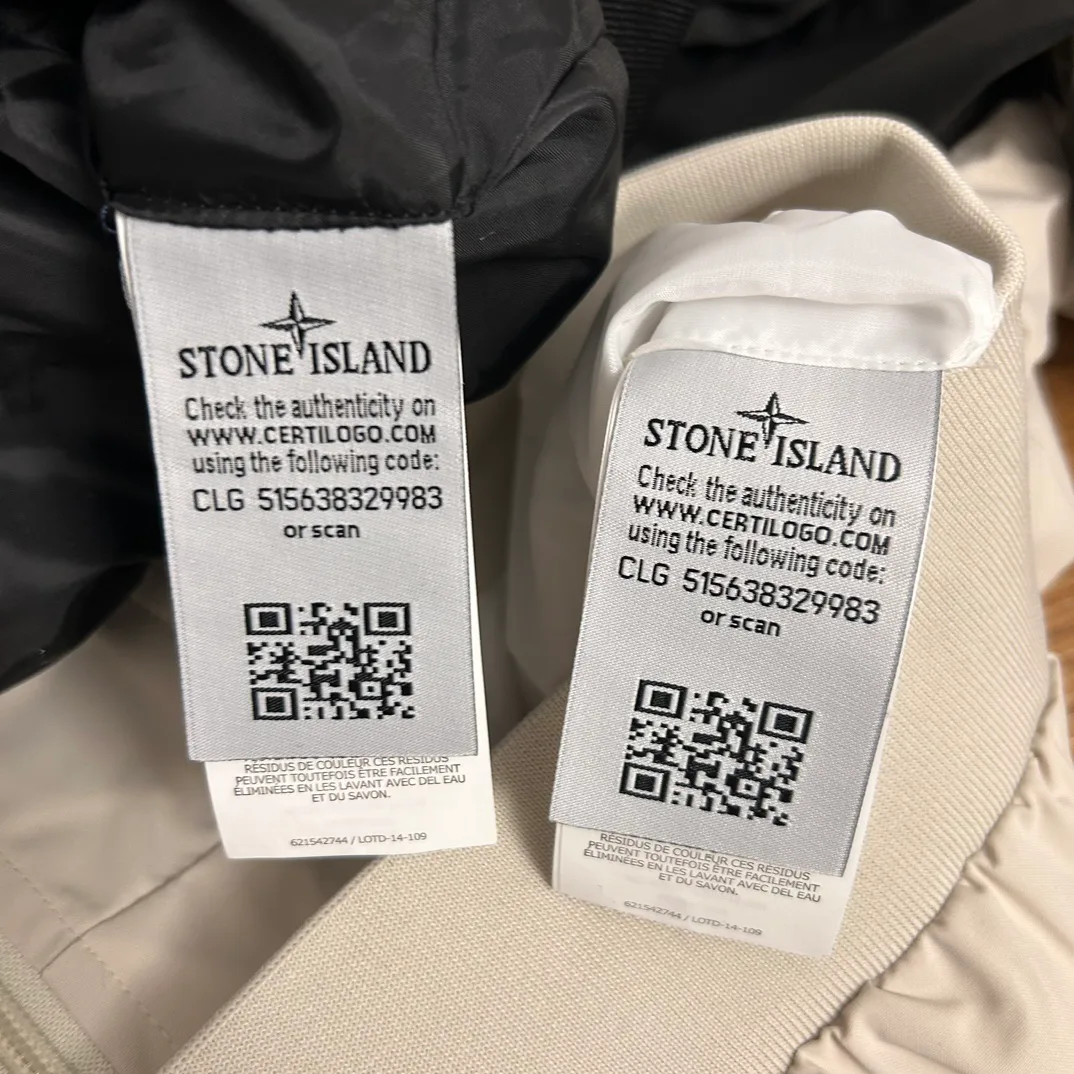 STONE ISLAND
Check the authenticity on
WWW.CERTILOGO.COM
using the following code:
CLG 515638329983
or scan
RÉSIDUS DE COULEUR CES RÉSIDUS
PEUVENT TOUTEFOIS ÊTRE FACILEMENT
ÉLIMINÉES EN LES LAVANT AVEC DEL EAU
ET DU SAVON.
621542744 / LOTD-14-109
STONE ISLAND
Check the authenticity on
WWW.CERTILOGO.COM
using the following code:
CLG 515638329983
or scan
RÉSIDUS DE COULEUR CES RÉSIDUS
PEUVENT TOUTEFOIS ÊTRE FACILEMENT
ÉLIMINÉES EN LES LAVANT AVEC DEL EAU
ET DU SAVON.
621542744 / LOTD-14-109